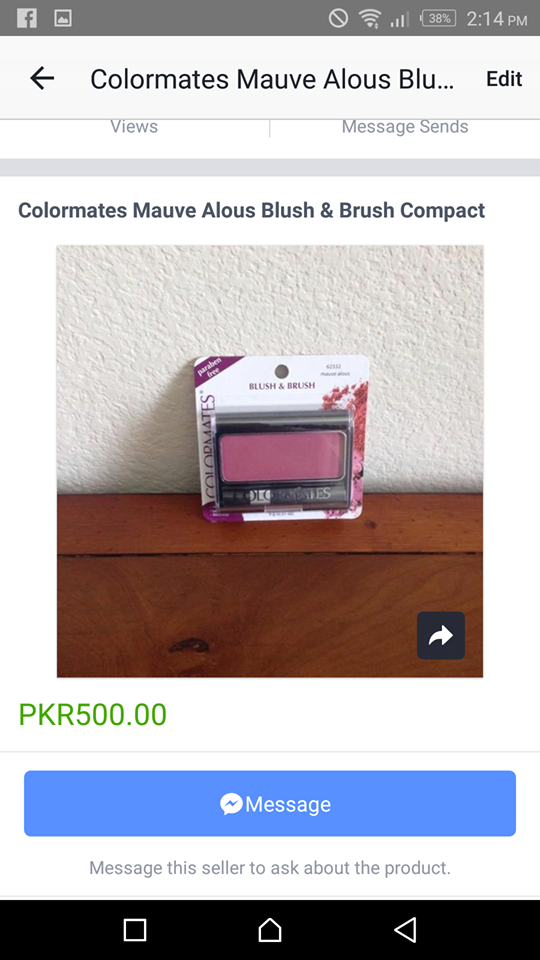 38% 2:14 PM
Colormates Mauve Alous Blu... Edit
Views Message Sends
Colormates Mauve Alous Blush & Brush Compact
paraben
free
62332
mauve alous
BLUSH & BRUSH
COLORMATES
COLORMATES
PKR500.00
Message
Message this seller to ask about the product.